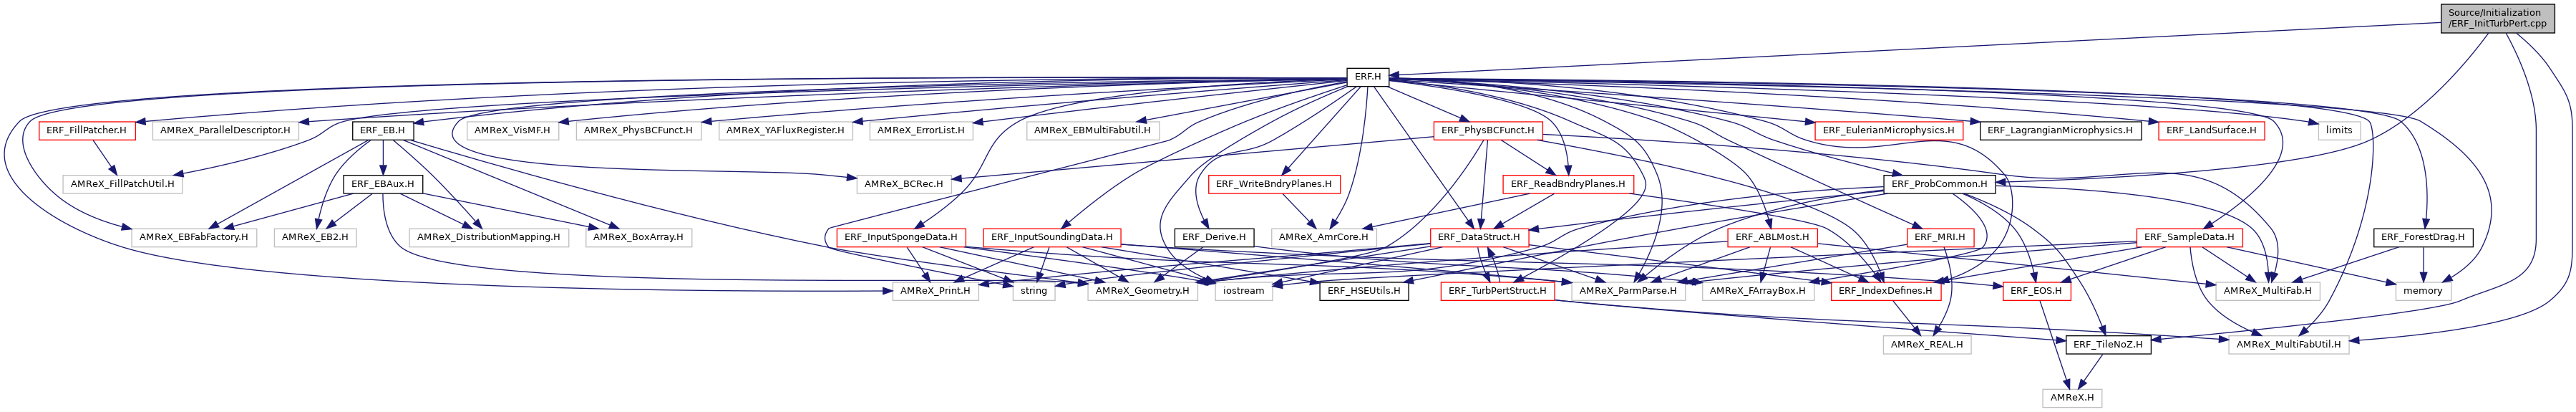 Source/Initialization
/ERF_InitTurbPert.cpp
ERF.H
ERF_FillPatcher.H
AMReX_ParallelDescriptor.H
ERF_EB.H
AMReX_VisMF.H
AMReX_PhysBCFunct.H
AMReX_YAFluxRegister.H
AMReX_ErrorList.H
AMReX_EBMultiFabUtil.H
ERF_PhysBCFunct.H
ERF_EulerianMicrophysics.H
ERF_LagrangianMicrophysics.H
ERF_LandSurface.H
limits
AMReX_FillPatchUtil.H
ERF_EBAux.H
AMReX_BCRec.H
ERF_WriteBndryPlanes.H
ERF_ReadBndryPlanes.H
ERF_ProbCommon.H
AMReX_EBFabFactory.H
AMReX_EB2.H
AMReX_DistributionMapping.H
AMReX_BoxArray.H
ERF_InputSpongeData.H
ERF_InputSoundingData.H
ERF_Derive.H
AMReX_AmrCore.H
ERF_DataStruct.H
ERF_ABLMost.H
ERF_MRI.H
ERF_SampleData.H
ERF_ForestDrag.H
AMReX_Print.H
string
AMReX_Geometry.H
iostream
ERF_HSEUtils.H
ERF_TurbPertStruct.H
AMReX_ParmParse.H
AMReX_FArrayBox.H
ERF_IndexDefines.H
ERF_EOS.H
AMReX_MultiFab.H
memory
AMReX_REAL.H
ERF_TileNoZ.H
AMReX_MultiFabUtil.H
AMReX.H